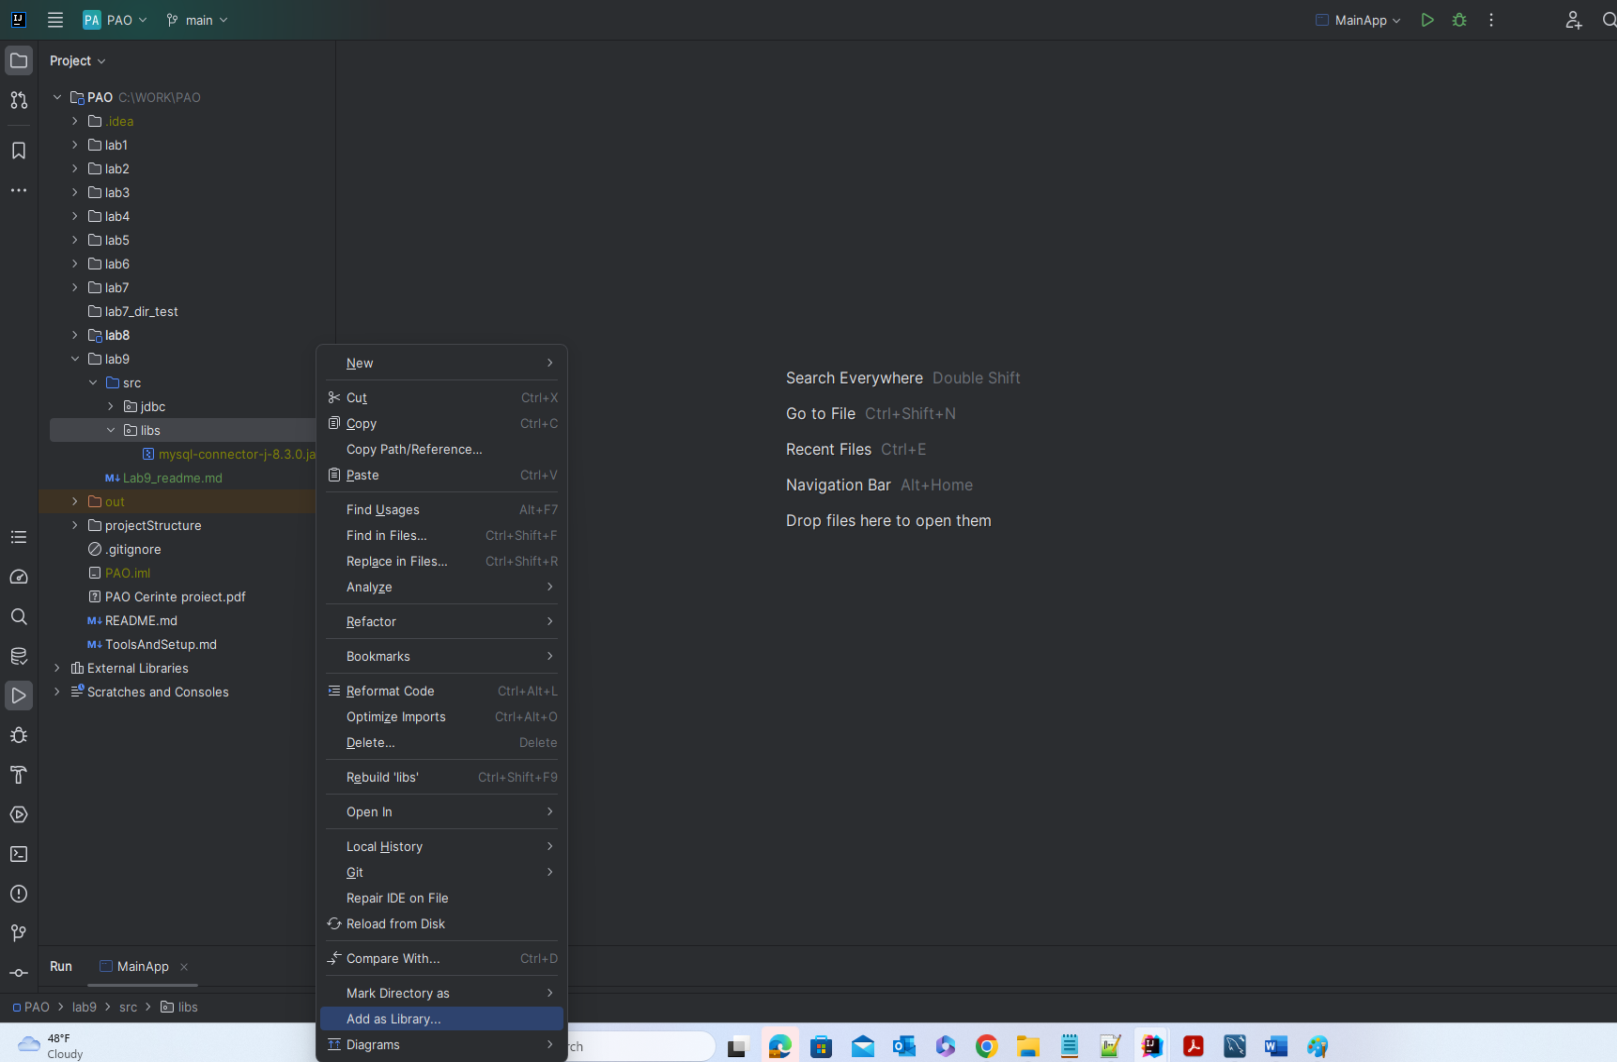 IJ
PA PAO main
MainApp
Project
PAO C:\WORK\PAO
.idea
lab1
lab2
lab3
lab4
lab5
lab6
lab7
lab7_dir_test
lab8
lab9
src
jdbc
libs
mysql-connector-j-8.3.0.ja
M↓ Lab9_readme.md
out
projectStructure
.gitignore
PAO.iml
PAO Cerinte proiect.pdf
M↓ README.md
M↓ ToolsAndSetup.md
External Libraries
Scratches and Consoles
New
Cut Ctrl+X
Copy Ctrl+C
Copy Path/Reference...
Paste Ctrl+V
Find Usages Alt+F7
Find in Files... Ctrl+Shift+F
Replace in Files... Ctrl+Shift+R
Analyze
Refactor
Bookmarks
Reformat Code Ctrl+Alt+L
Optimize Imports Ctrl+Alt+O
Delete... Delete
Rebuild 'libs' Ctrl+Shift+F9
Open In
Local History
Git
Repair IDE on File
Reload from Disk
Compare With... Ctrl+D
Mark Directory as
Add as Library...
Diagrams
Search Everywhere Double Shift
Go to File Ctrl+Shift+N
Recent Files Ctrl+E
Navigation Bar Alt+Home
Drop files here to open them
Run MainApp
PAO > lab9 > src > libs
48°F
Cloudy
rch